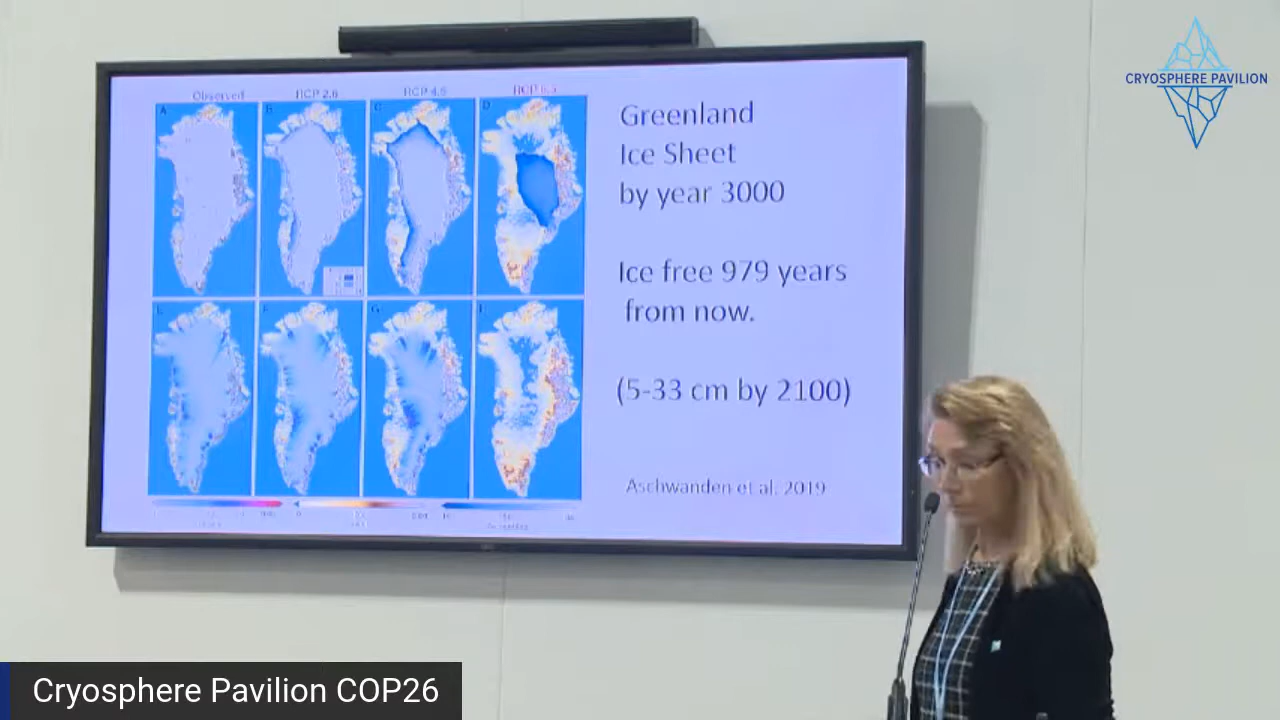 CRYOSPHERE PAVILION
Observed
RCP 2.6
RCP 4.5
RCP 8.5
A
B
C
D
Greenland
Ice Sheet
by year 3000
Ice free 979 years
from now.
(5-33 cm by 2100)
E
F
G
Aschwanden et al. 2019
Cryosphere Pavilion COP26